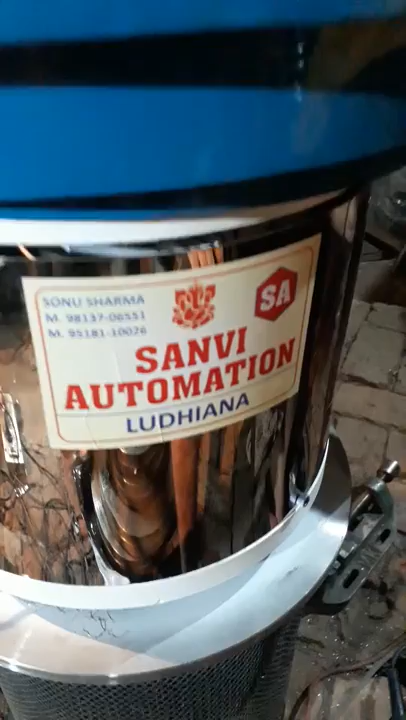 SONU SHARMA
M. 98137-06551
M. 95181-10026
SA
SANVI
AUTOMATION
LUDHIANA